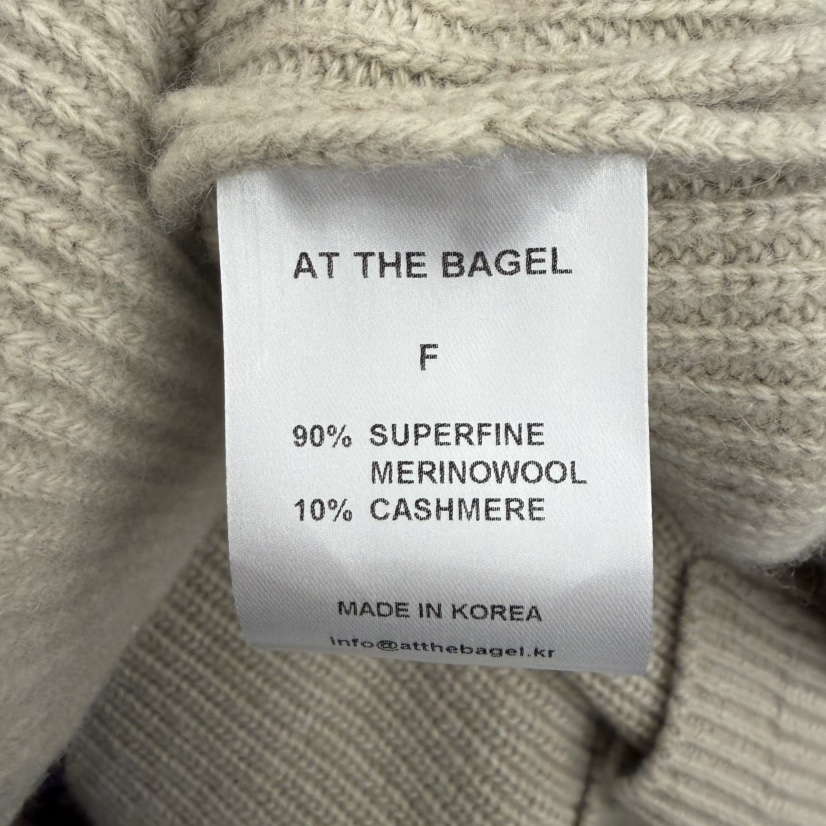 AT THE BAGEL
F
90% SUPERFINE
MERINOWOOL
10% CASHMERE
MADE IN KOREA
info@atthebagel.kr